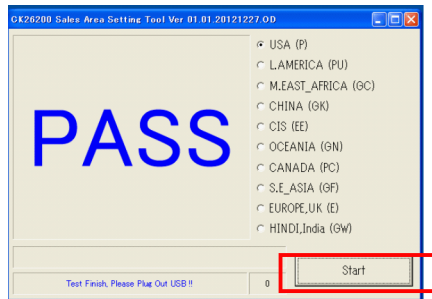 GK26200 Sales Area Setting Tool Ver 01.01.20121227.OD
PASS
USA (P)
L.AMERICA (PU)
M.EAST_AFRICA (GC)
CHINA (GK)
CIS (EE)
OCEANIA (GN)
CANADA (PC)
S.E_ASIA (GF)
EUROPE,UK (E)
HINDI,India (GW)
Test Finish, Please Plug Out USB !!
0
Start